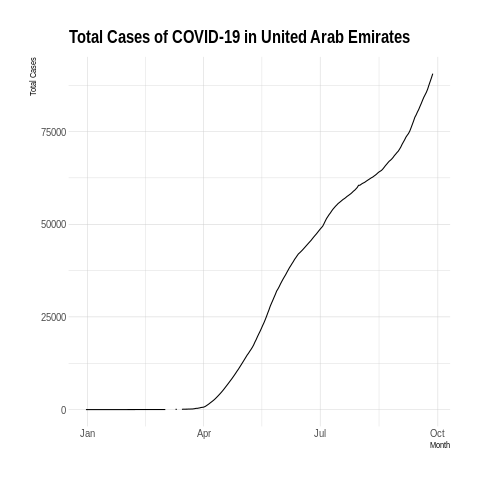 Total Cases of COVID-19 in United Arab Emirates
Total Cases
75000
50000
25000
0
Jan Apr Jul Oct
Month